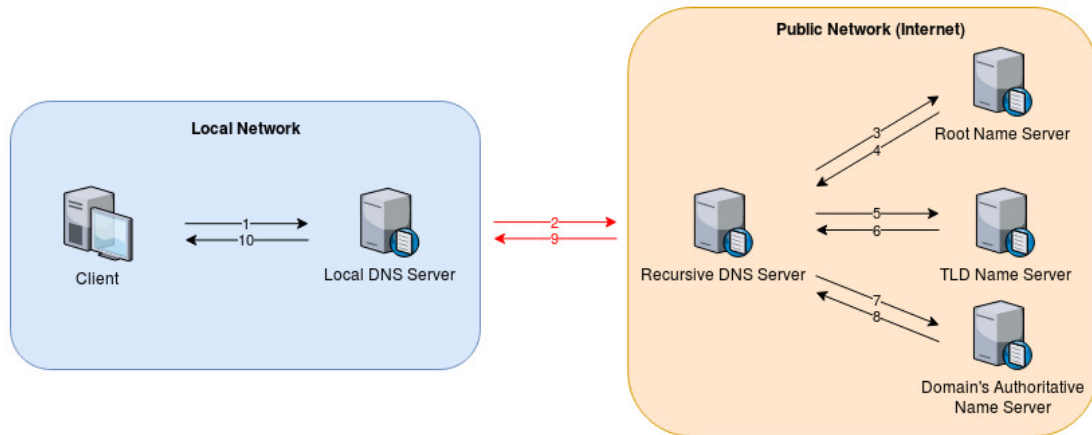 Public Network (Internet)
Local Network
Root Name Server
Client
Local DNS Server
Recursive DNS Server
TLD Name Server
Domain's Authoritative
Name Server
1
10
2
9
3
4
5
6
7
8